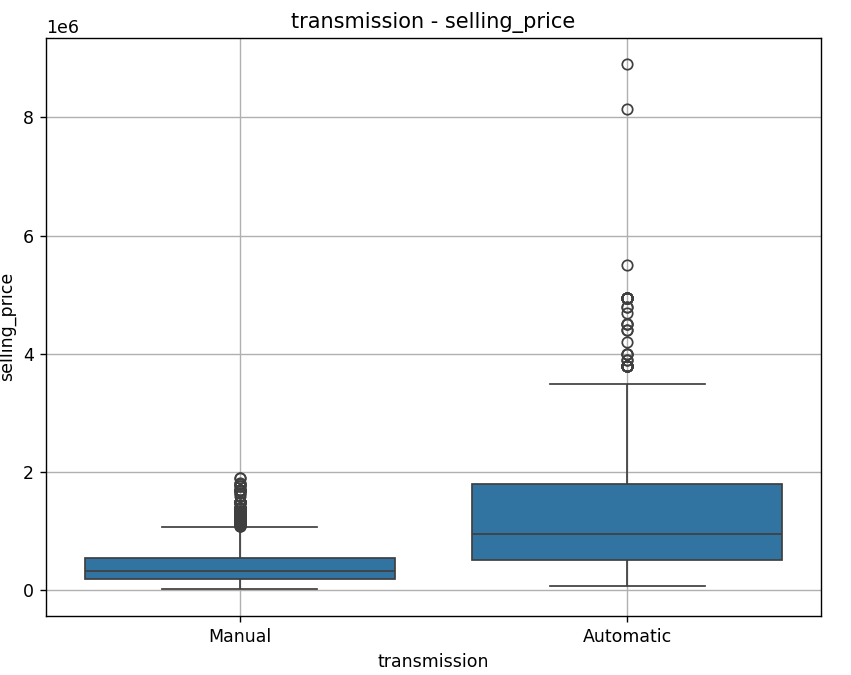 transmission - selling_price
1e6
8
6
4
2
0
selling_price
Manual Automatic
transmission